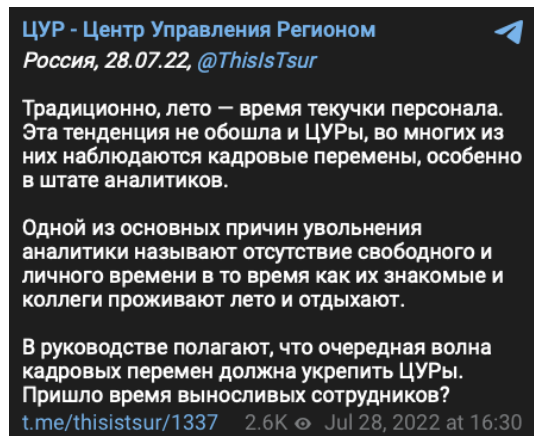 ЦУР - Центр Управления Регионом
Россия, 28.07.22, @ThisIsTsur
Традиционно, лето — время текучки персонала.
Эта тенденция не обошла и ЦУРы, во многих из
них наблюдаются кадровые перемены, особенно
в штате аналитиков.
Одной из основных причин увольнения
аналитики называют отсутствие свободного и
личного времени в то время как их знакомые и
коллеги проживают лето и отдыхают.
В руководстве полагают, что очередная волна
кадровых перемен должна укрепить ЦУРы.
Пришло время выносливых сотрудников?
t.me/thisistsur/1337 2.6K Jul 28, 2022 at 16:30